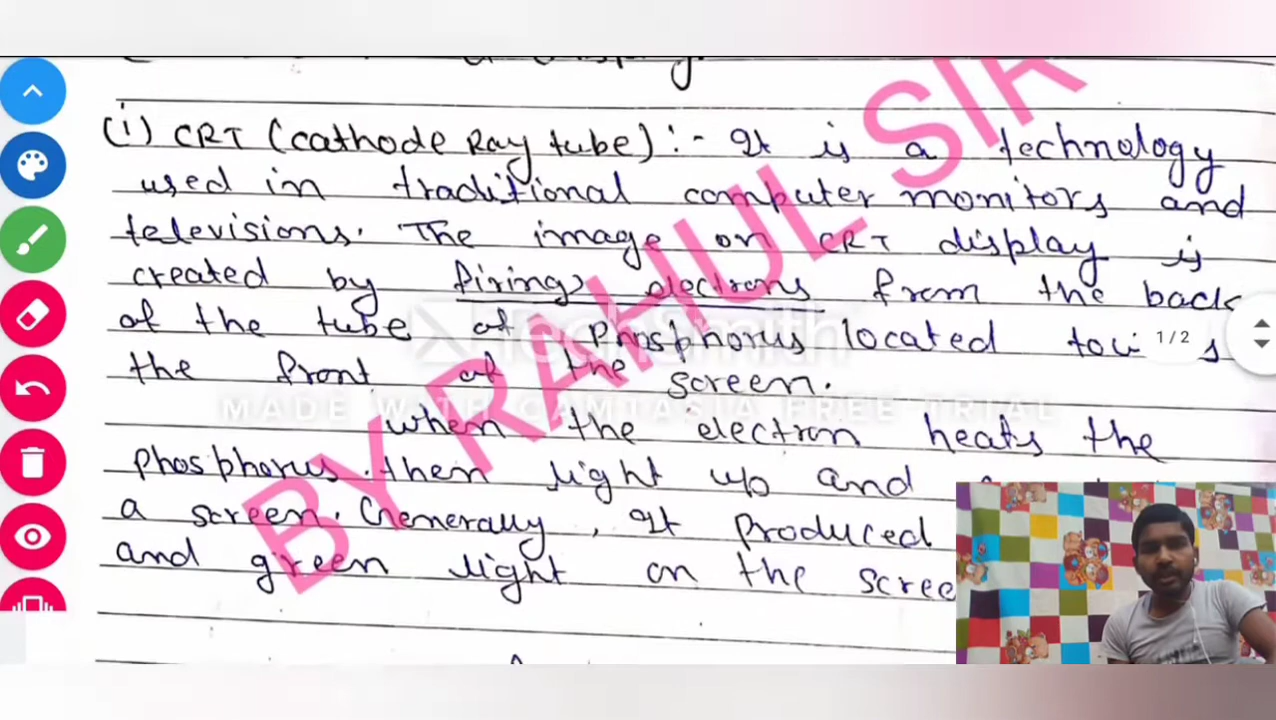 (i) CRT (cathode Ray tube) :- It is a technology
used in traditional computer monitors and
televisions. The image on CRT display is
created by firings electrons from the back
of the tube of Phosphorus located
the front of the screen.
when the electron heats the
Phosphorus. then light up and
a screen. Generally, It produced
and green light on the scree
BY RAHUL SIR
TechSmith
MADE WITH CAMTASIA FREE TRIAL
1/2